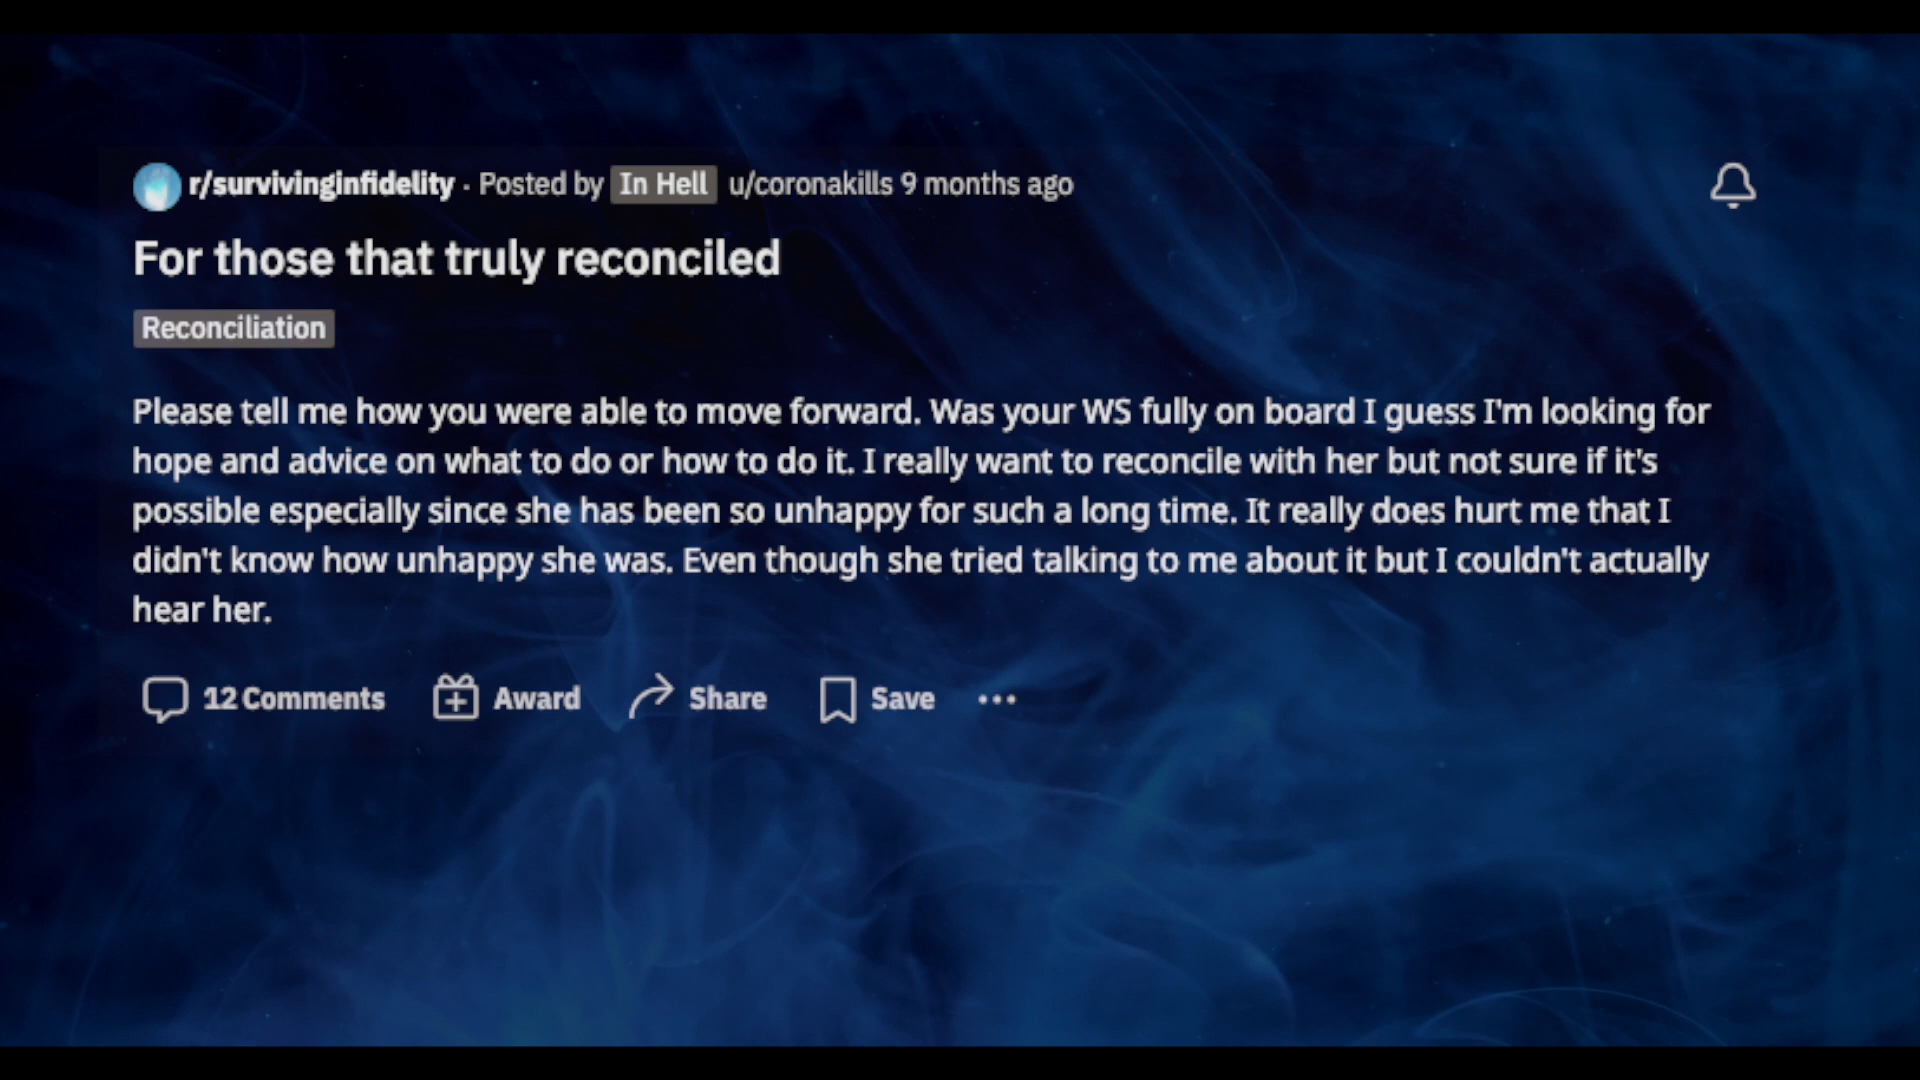 r/survivinginfidelity · Posted by In Hell u/coronakills 9 months ago
For those that truly reconciled
Reconciliation
Please tell me how you were able to move forward. Was your WS fully on board I guess I'm looking for
hope and advice on what to do or how to do it. I really want to reconcile with her but not sure if it's
possible especially since she has been so unhappy for such a long time. It really does hurt me that I
didn't know how unhappy she was. Even though she tried talking to me about it but I couldn't actually
hear her.
12 Comments Award Share Save ...